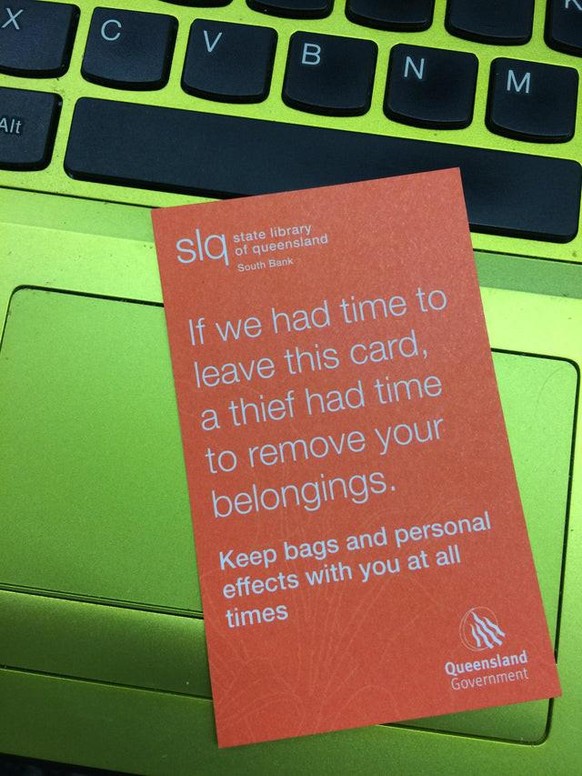 X C V B N M
Alt
slq state library
of queensland
South Bank
If we had time to
leave this card,
a thief had time
to remove your
belongings.
Keep bags and personal
effects with you at all
times
Queensland
Government